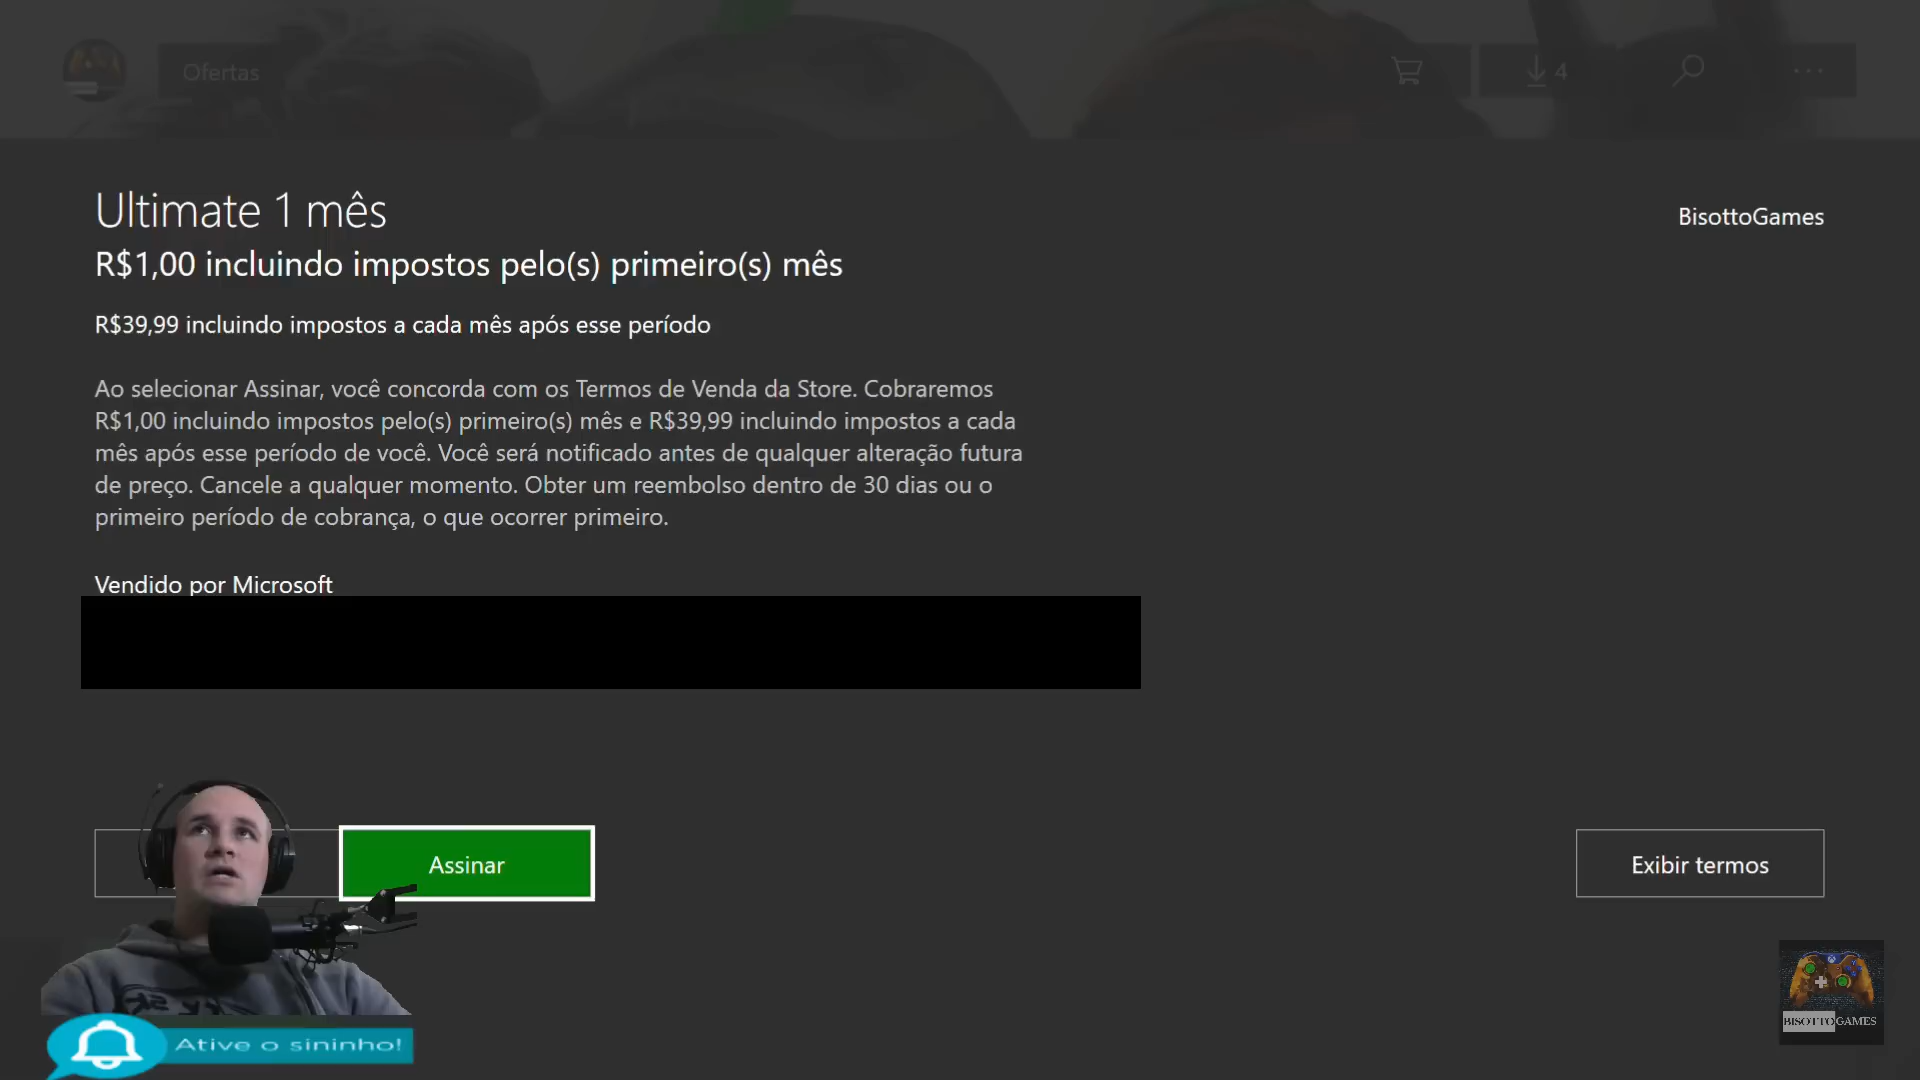 Ofertas
4
Ultimate 1 mês
BisottoGames
R$1,00 incluindo impostos pelo(s) primeiro(s) mês
R$39,99 incluindo impostos a cada mês após esse período
Ao selecionar Assinar, você concorda com os Termos de Venda da Store. Cobraremos
R$1,00 incluindo impostos pelo(s) primeiro(s) mês e R$39,99 incluindo impostos a cada
mês após esse período de você. Você será notificado antes de qualquer alteração futura
de preço. Cancele a qualquer momento. Obter um reembolso dentro de 30 dias ou o
primeiro período de cobrança, o que ocorrer primeiro.
Vendido por Microsoft
Assinar
Exibir termos
BISOTTOGAMES
Ative o sininho!